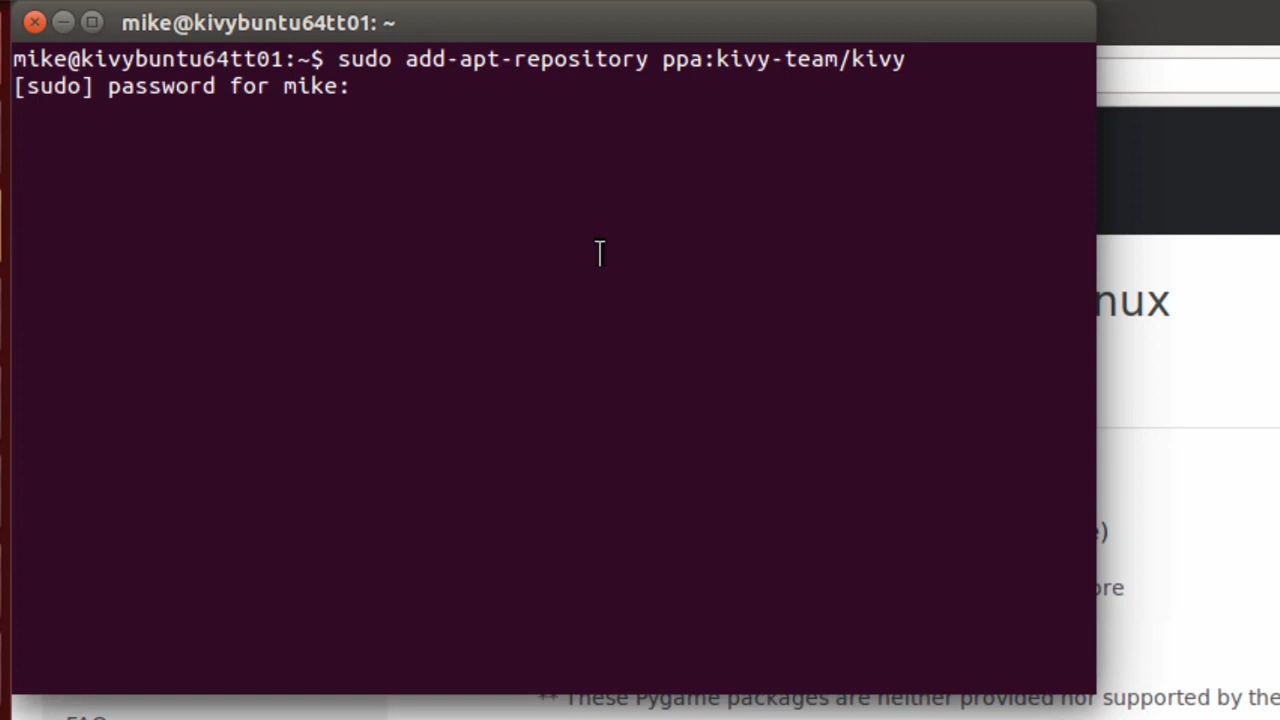 mike@kivybuntu64tt01: ~
mike@kivybuntu64tt01:~$ sudo add-apt-repository ppa:kivy-team/kivy
[sudo] password for mike:
nux
)
ore
** These Pygame packages are neither provided nor supported by the
FAQ